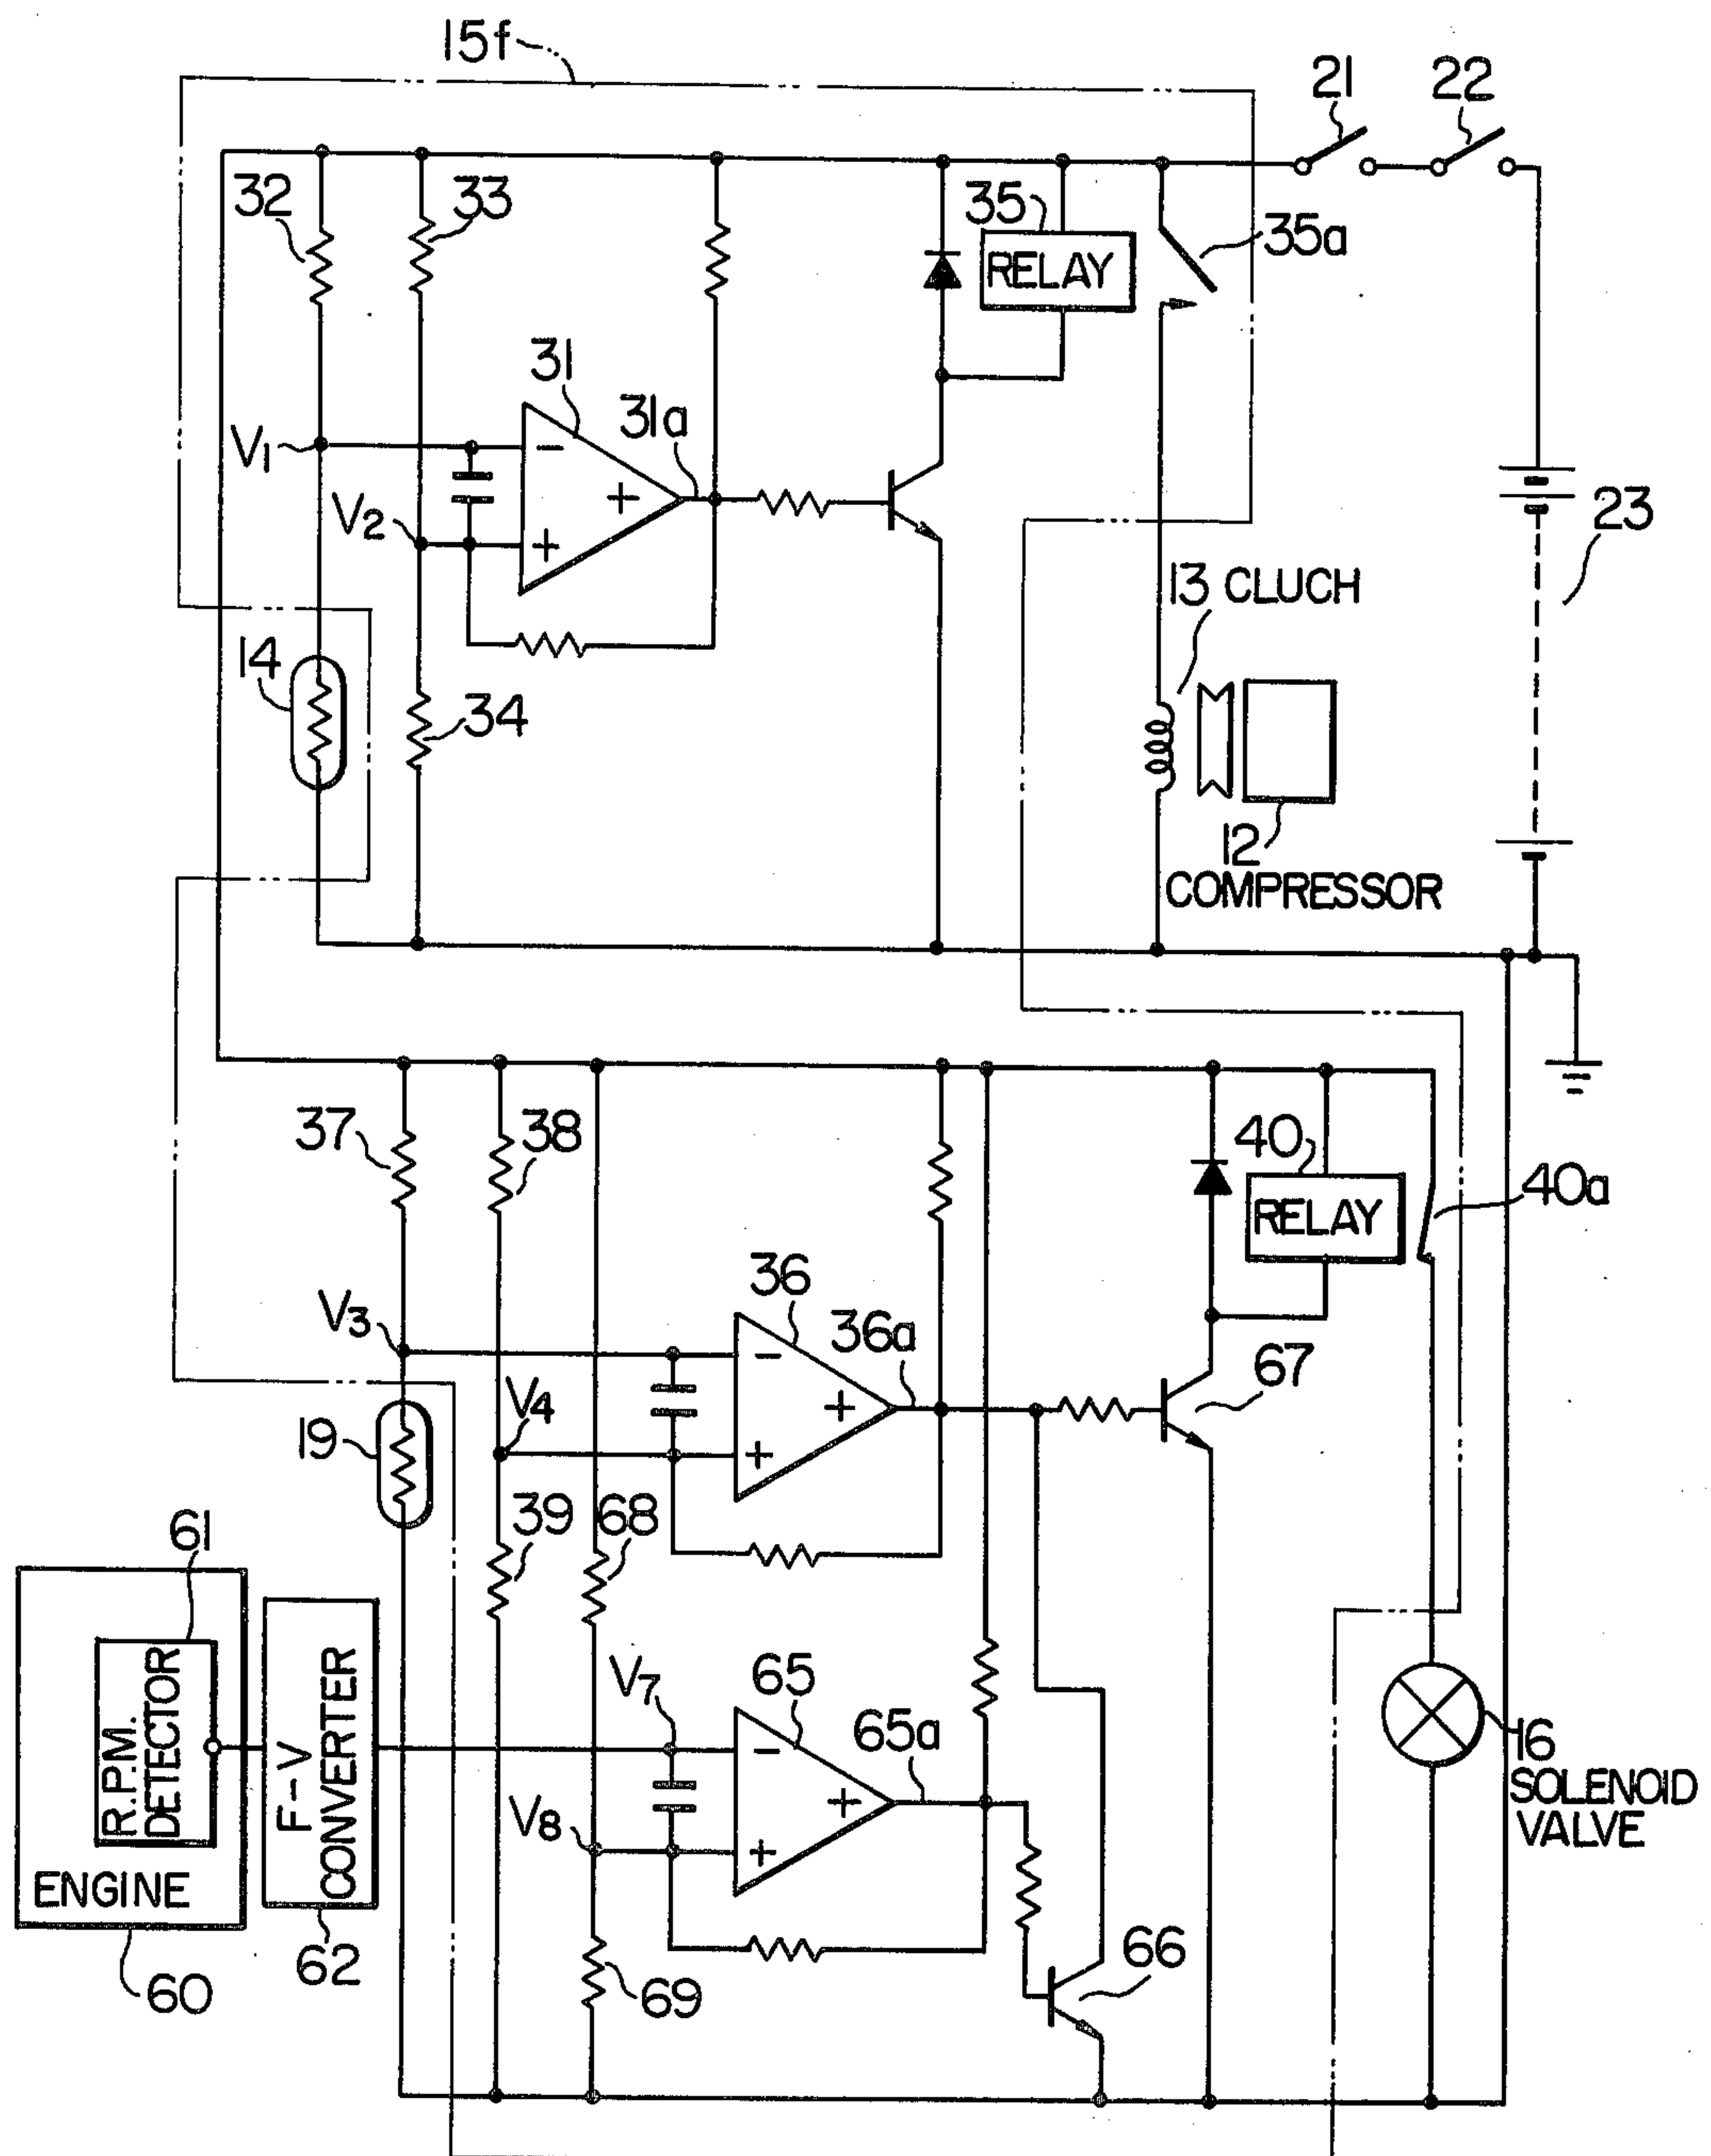 15f
21
22
32
33
35
RELAY
35a
31
31a
V1
V2
23
13 CLUCH
14
34
12
COMPRESSOR
37
38
40
RELAY
40a
36
36a
V3
67
V4
19
39
68
61
R.P.M.
DETECTOR
ENGINE
60
F-V
CONVERTER
62
V7
65
65a
V8
16
SOLENOID
VALVE
66
69